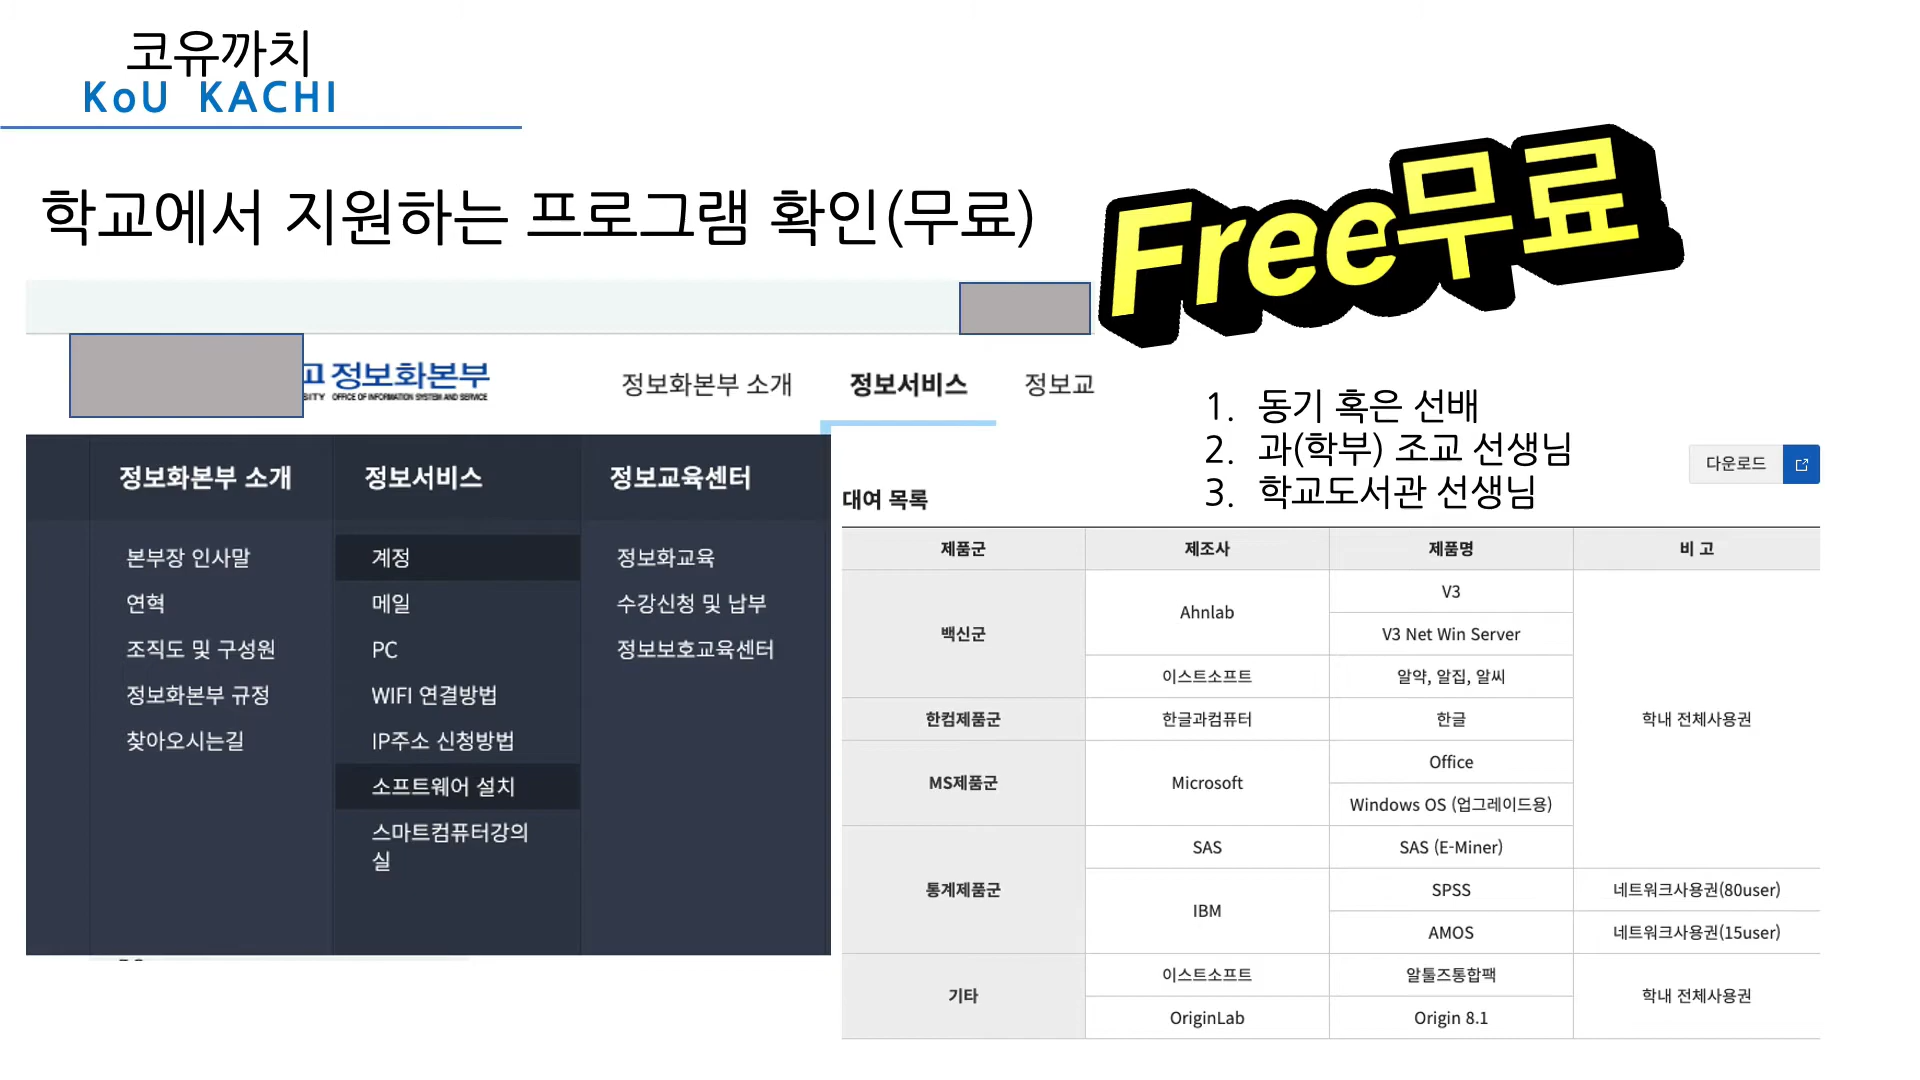 코유까치
KoU KACHI
학교에서 지원하는 프로그램 확인(무료)
Free무료
교 정보화본부
SITY OFFICE OF INFORMATION SYSTEM AND SERVICE
정보화본부 소개 정보서비스 정보교
1. 동기 혹은 선배
2. 과(학부) 조교 선생님
3. 학교도서관 선생님
다운로드
정보화본부 소개
본부장 인사말
연혁
조직도 및 구성원
정보화본부 규정
찾아오시는길
정보서비스
계정
메일
PC
WIFI 연결방법
IP주소 신청방법
소프트웨어 설치
스마트컴퓨터강의
실
정보교육센터
정보화교육
수강신청 및 납부
정보보호교육센터
대여 목록
제품군 제조사 제품명 비 고
백신군 Ahnlab V3 학내 전체사용권
V3 Net Win Server
이스트소프트 알약, 알집, 알씨
한컴제품군 한글과컴퓨터 한글
MS제품군 Microsoft Office
Windows OS (업그레이드용)
통계제품군 SAS SAS (E-Miner)
IBM SPSS 네트워크사용권(80user)
AMOS 네트워크사용권(15user)
기타 이스트소프트 알툴즈통합팩 학내 전체사용권
OriginLab Origin 8.1